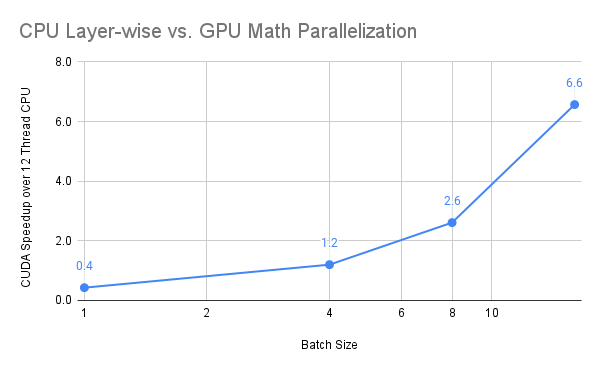 CPU Layer-wise vs. GPU Math Parallelization
CUDA Speedup over 12 Thread CPU
8.0
6.0
4.0
2.0
0.0
0.4
1.2
2.6
6.6
1 2 4 6 8 10
Batch Size